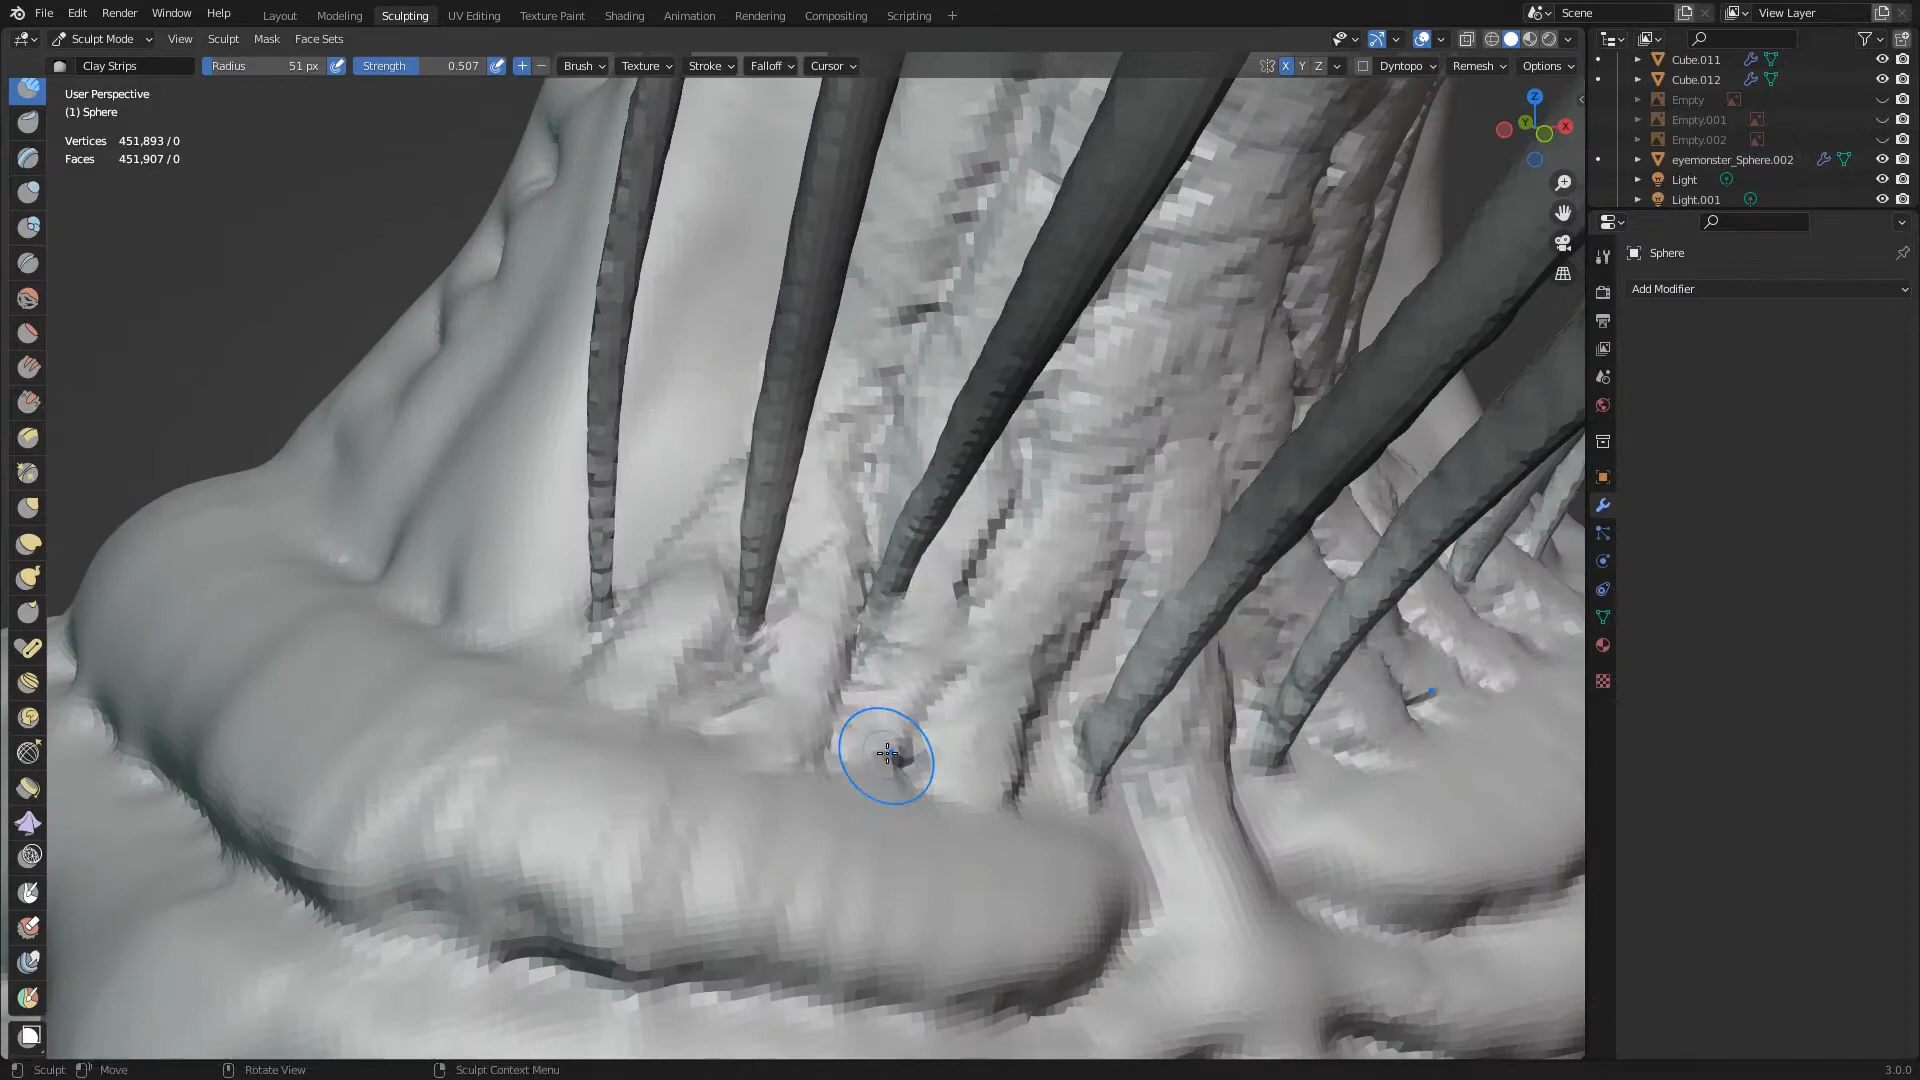 File Edit Render Window Help Layout Modeling Sculpting UV Editing Texture Paint Shading Animation Rendering Compositing Scripting + Scene View Layer
Sculpt Mode View Sculpt Mask Face Sets
Clay Strips Radius 51 px Strength 0.507 Brush Texture Stroke Falloff Cursor X Y Z Dyntopo Remesh Options
User Perspective
(1) Sphere
Vertices 451,893 / 0
Faces 451,907 / 0
Z
Y
X
Cube.011
Cube.012
Empty
Empty.001
Empty.002
eyemonster_Sphere.002
Light
Light.001
Sphere
Add Modifier
Sculpt Move Rotate View Sculpt Context Menu 3.0.0